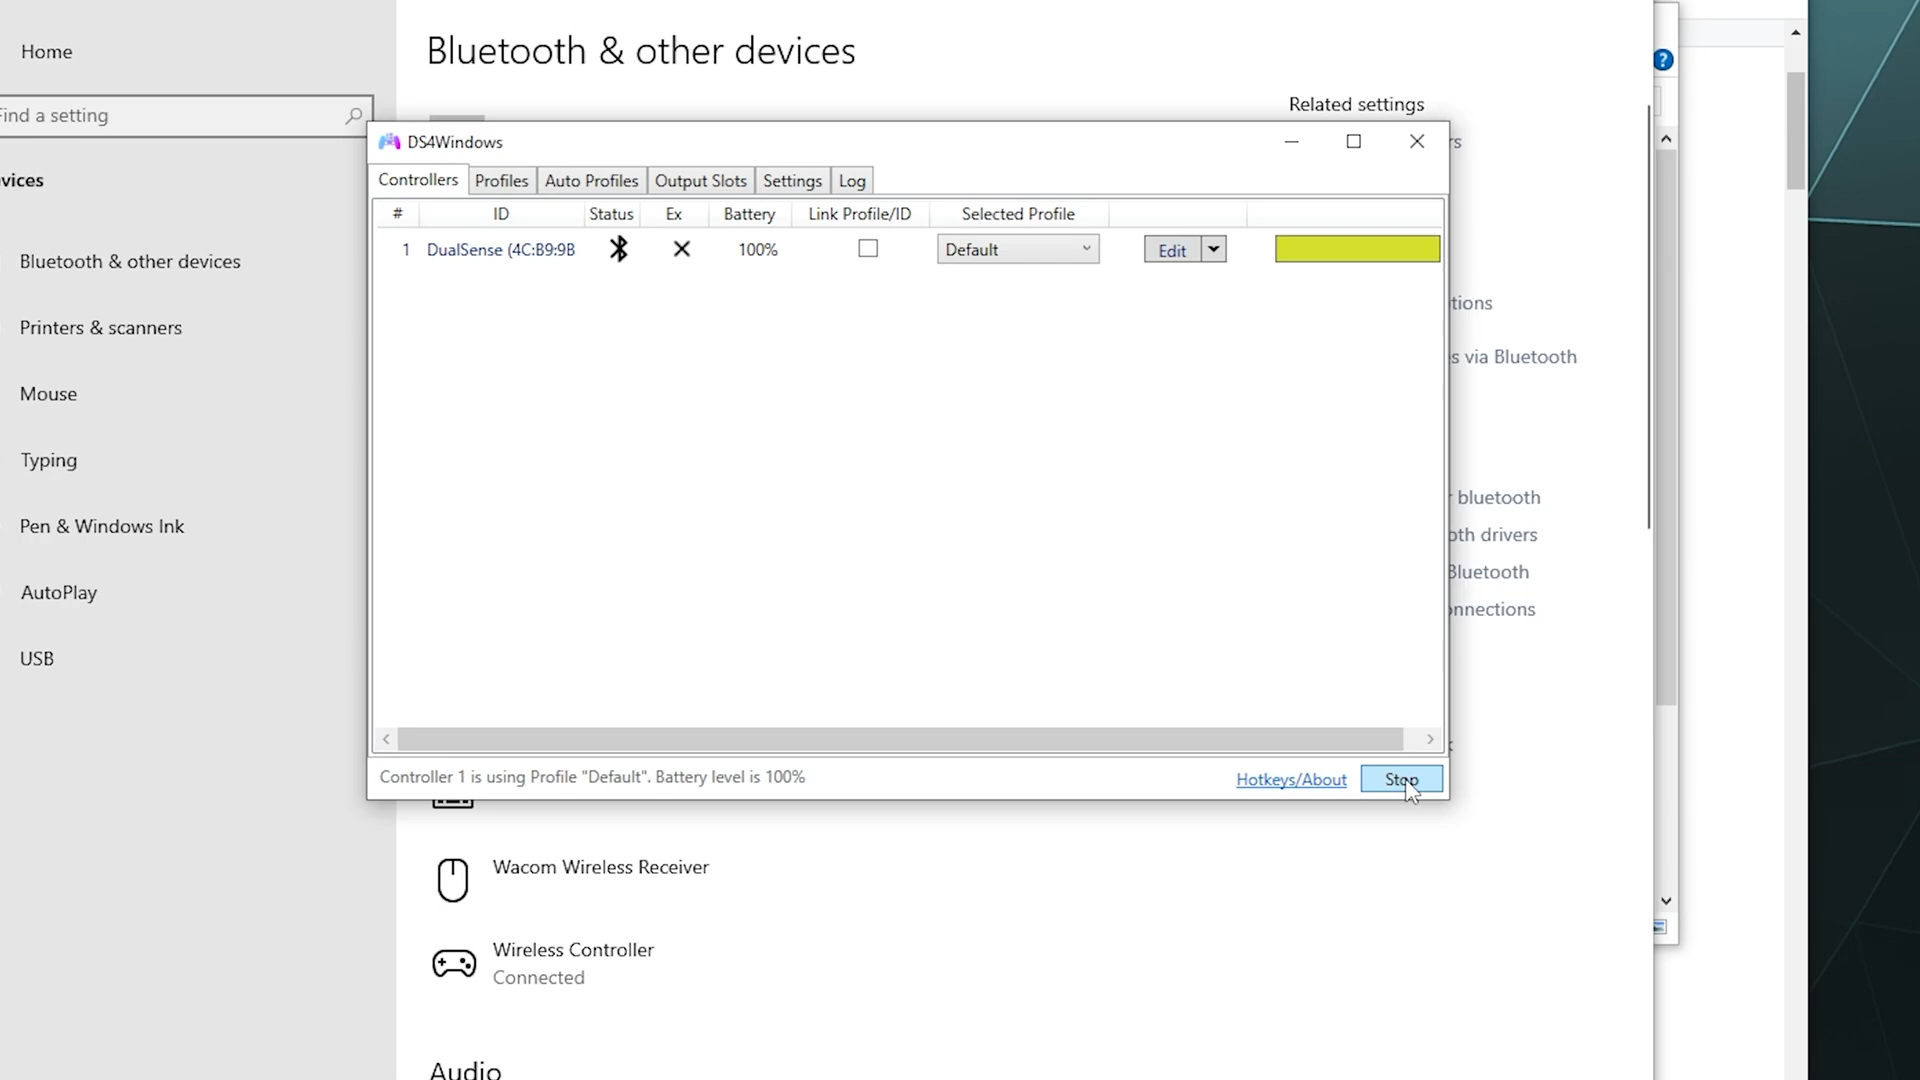 Home
Bluetooth & other devices
Find a setting
Related settings
DS4Windows
Controllers
Profiles
Auto Profiles
Output Slots
Settings
Log
# ID Status Ex Battery Link Profile/ID Selected Profile
1 DualSense (4C:B9:9B 100% Default Edit
vices
Bluetooth & other devices
Printers & scanners
Mouse
Typing
Pen & Windows Ink
AutoPlay
USB
rs
tions
s via Bluetooth
bluetooth
oth drivers
Bluetooth
onnections
Controller 1 is using Profile "Default". Battery level is 100%
Hotkeys/About
Stop
Wacom Wireless Receiver
Wireless Controller
Connected
Audio